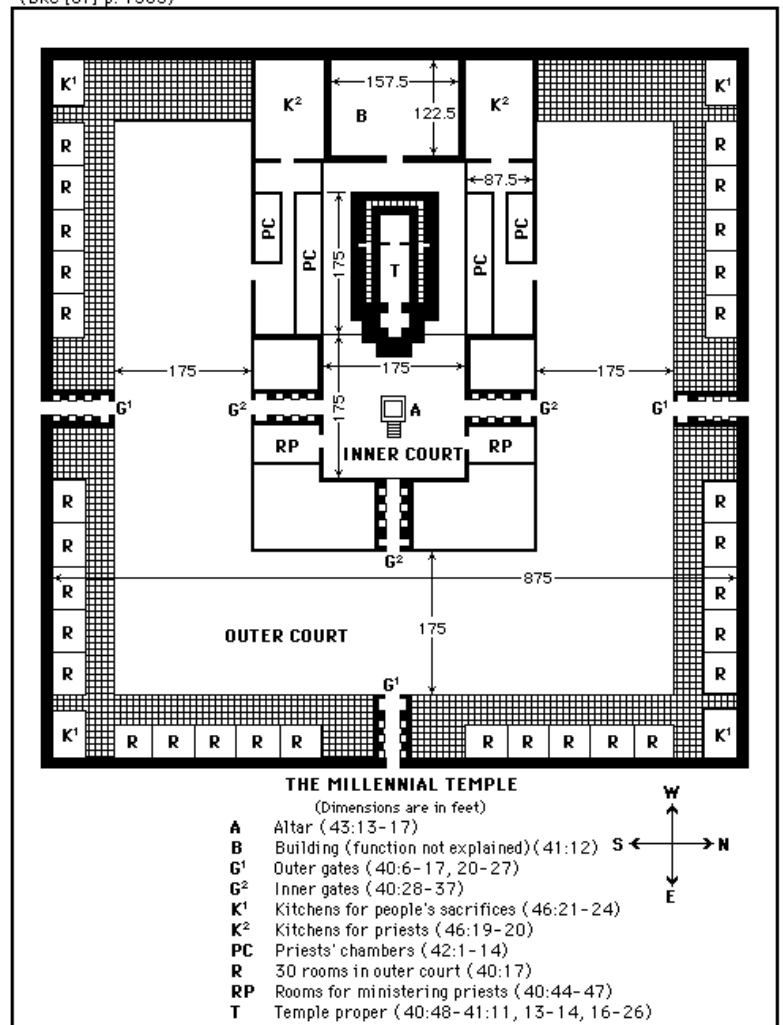 157.5
K¹ K² K² K¹
B 122.5
R R
87.5
R R
R PC PC R
PC PC
R 175 T R
R R
175 175 175
G¹ G² A G² G¹
175
RP INNER COURT RP
R R
R R
G²
875
R R
OUTER COURT 175
R R
R R
G¹
K¹ R R R R R R R R R R K¹
THE MILLENNIAL TEMPLE
(Dimensions are in feet)
A Altar (43:13-17)
B Building (function not explained)(41:12)
G¹ Outer gates (40:6-17, 20-27)
G² Inner gates (40:28-37)
K¹ Kitchens for people's sacrifices (46:21-24)
K² Kitchens for priests (46:19-20)
PC Priests' chambers (42:1-14)
R 30 rooms in outer court (40:17)
RP Rooms for ministering priests (40:44-47)
T Temple proper (40:48-41:11, 13-14, 16-26)
W
S N
E